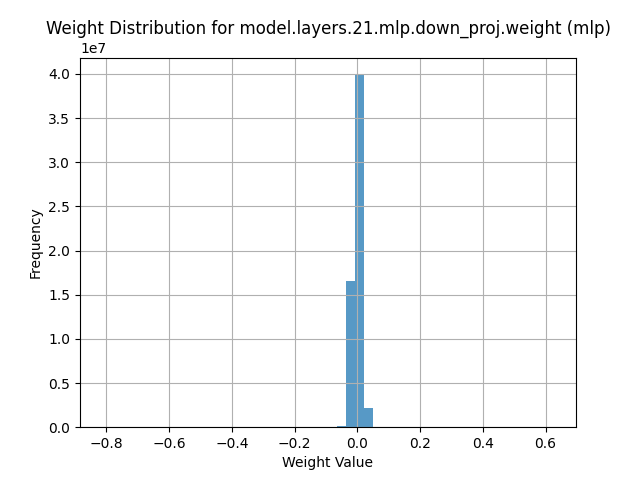 Weight Distribution for model.layers.21.mlp.down_proj.weight (mlp)
1e7
4.0
3.5
3.0
2.5
2.0
1.5
1.0
0.5
0.0
Frequency
−0.8 −0.6 −0.4 −0.2 0.0 0.2 0.4 0.6
Weight Value